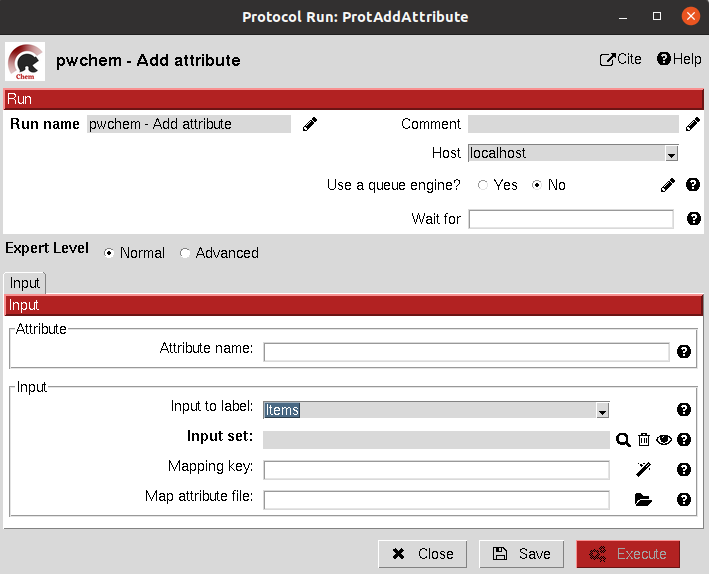 Protocol Run: ProtAddAttribute
Chem
pwchem - Add attribute
Cite
Help
Run
Run name pwchem - Add attribute
Comment
Host localhost
Use a queue engine? Yes No
Wait for
Expert Level Normal Advanced
Input
Input
Attribute
Attribute name:
Input
Input to label: Items
Input set:
Mapping key:
Map attribute file:
Close Save Execute